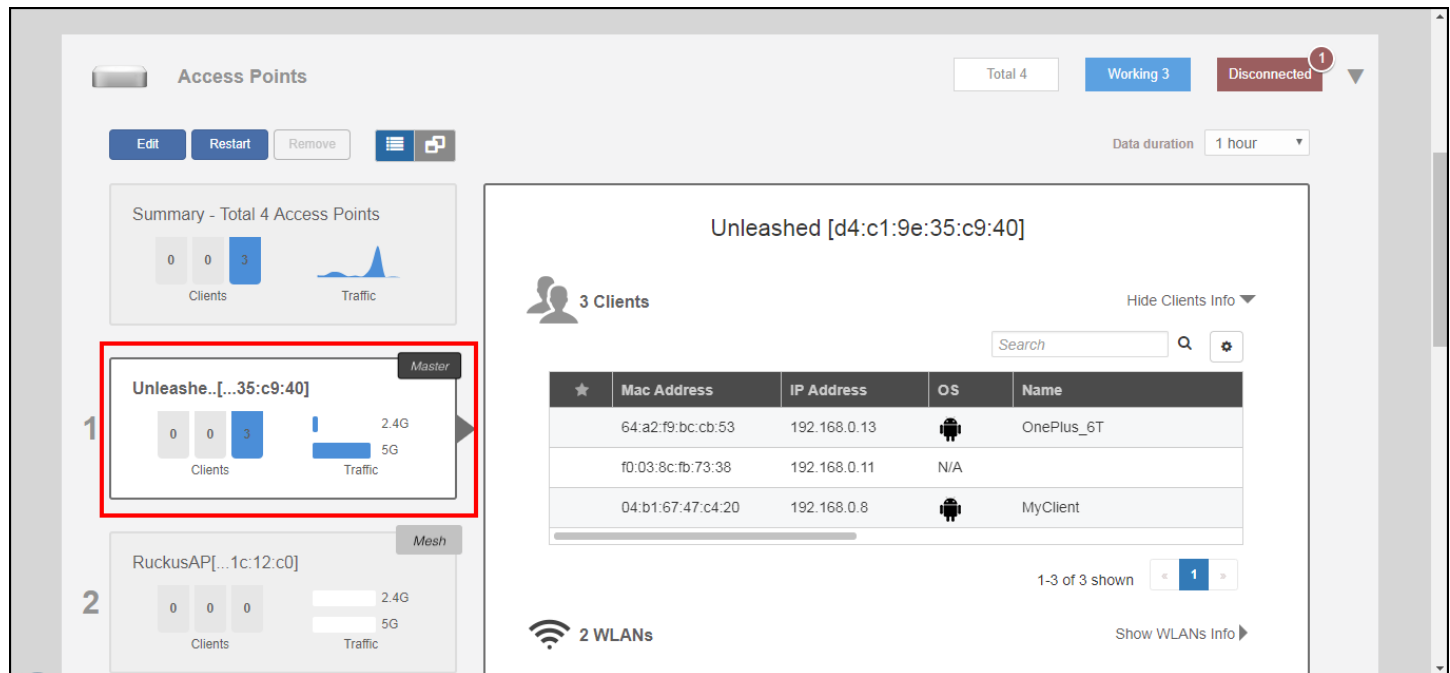 Access Points
Total 4
Working 3
Disconnected
1
Edit
Restart
Remove
Data duration
1 hour
Summary - Total 4 Access Points
0 0 3
Clients
Traffic
1
Master
Unleashe..[...35:c9:40]
0 0 3
2.4G
5G
Clients
Traffic
2
Mesh
RuckusAP[...1c:12:c0]
0 0 0
2.4G
5G
Clients
Traffic
Unleashed [d4:c1:9e:35:c9:40]
3 Clients
Hide Clients Info
Search
Mac Address IP Address OS Name
64:a2:f9:bc:cb:53 192.168.0.13 OnePlus_6T
f0:03:8c:fb:73:38 192.168.0.11 N/A
04:b1:67:47:c4:20 192.168.0.8 MyClient
1-3 of 3 shown « 1 »
2 WLANs
Show WLANs Info